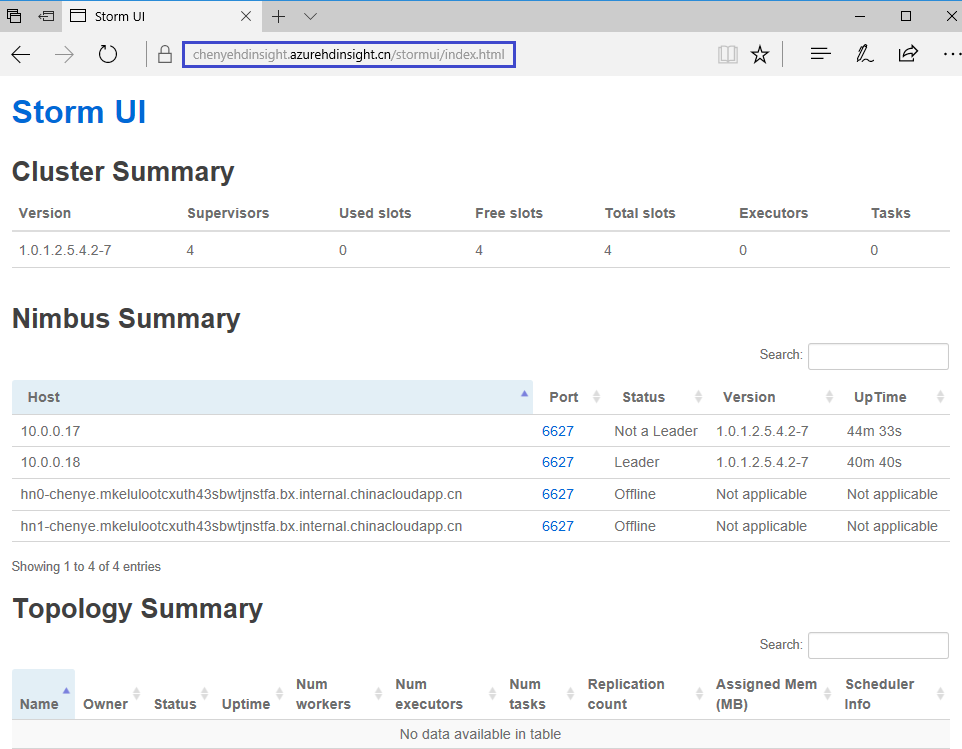 Storm UI
chenyehdinsight.azurehdinsight.cn/stormui/index.html
Storm UI
Cluster Summary
Version Supervisors Used slots Free slots Total slots Executors Tasks
1.0.1.2.5.4.2-7 4 0 4 4 0 0
Nimbus Summary
Search:
Host Port Status Version UpTime
10.0.0.17 6627 Not a Leader 1.0.1.2.5.4.2-7 44m 33s
10.0.0.18 6627 Leader 1.0.1.2.5.4.2-7 40m 40s
hn0-chenye.mkelulootcxuth43sbwtjnstfa.bx.internal.chinacloudapp.cn 6627 Offline Not applicable Not applicable
hn1-chenye.mkelulootcxuth43sbwtjnstfa.bx.internal.chinacloudapp.cn 6627 Offline Not applicable Not applicable
Showing 1 to 4 of 4 entries
Topology Summary
Search:
Name Owner Status Uptime Num workers Num executors Num tasks Replication count Assigned Mem (MB) Scheduler Info
No data available in table